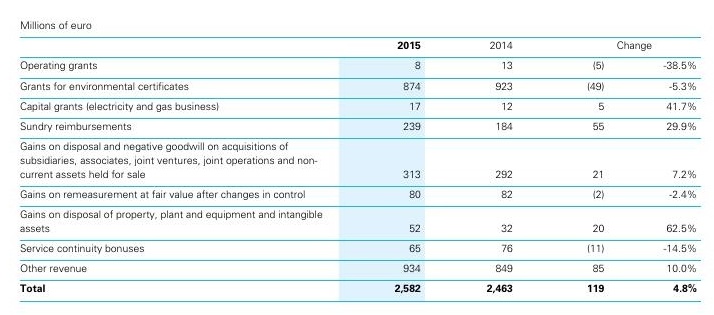 Millions of euro
2015 2014 Change
Operating grants 8 13 (5) -38.5%
Grants for environmental certificates 874 923 (49) -5.3%
Capital grants (electricity and gas business) 17 12 5 41.7%
Sundry reimbursements 239 184 55 29.9%
Gains on disposal and negative goodwill on acquisitions of
subsidiaries, associates, joint ventures, joint operations and non-
current assets held for sale 313 292 21 7.2%
Gains on remeasurement at fair value after changes in control 80 82 (2) -2.4%
Gains on disposal of property, plant and equipment and intangible
assets 52 32 20 62.5%
Service continuity bonuses 65 76 (11) -14.5%
Other revenue 934 849 85 10.0%
Total 2,582 2,463 119 4.8%